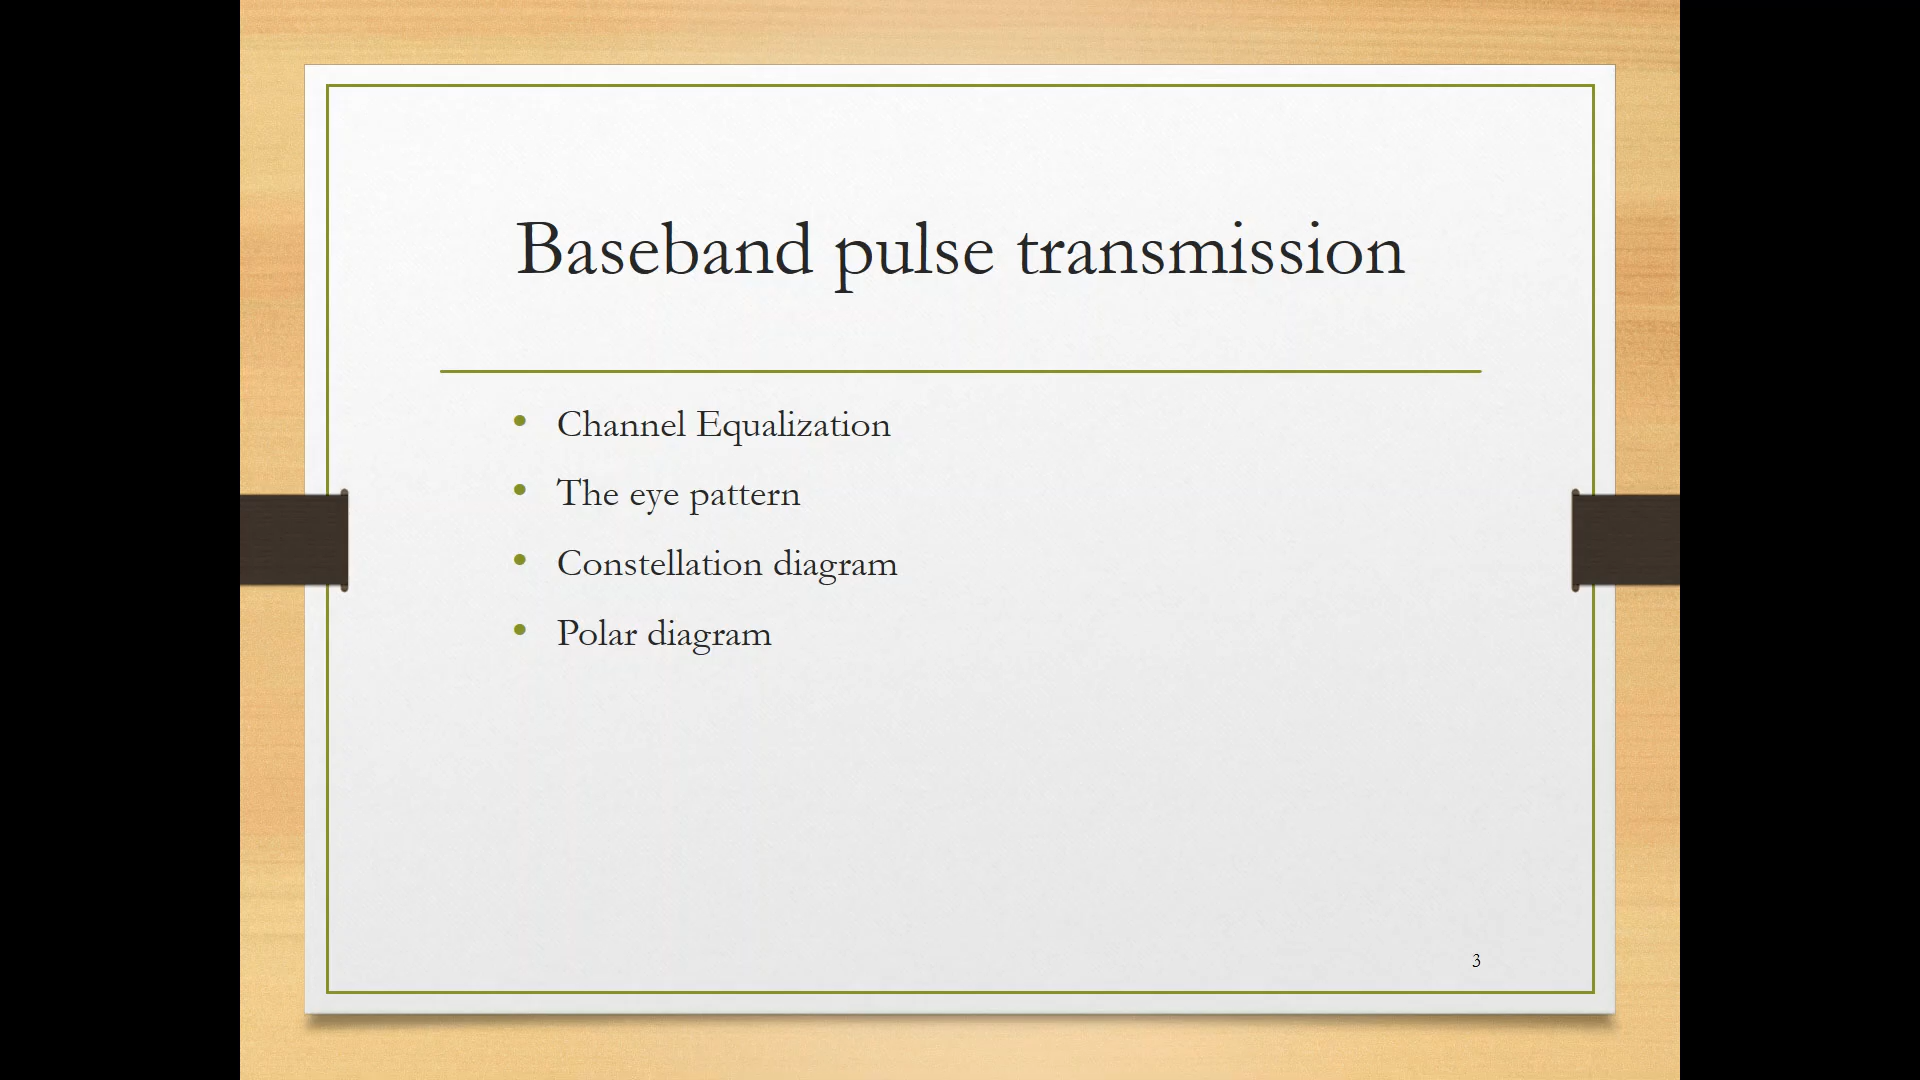 Baseband pulse transmission
• Channel Equalization
• The eye pattern
• Constellation diagram
• Polar diagram
3